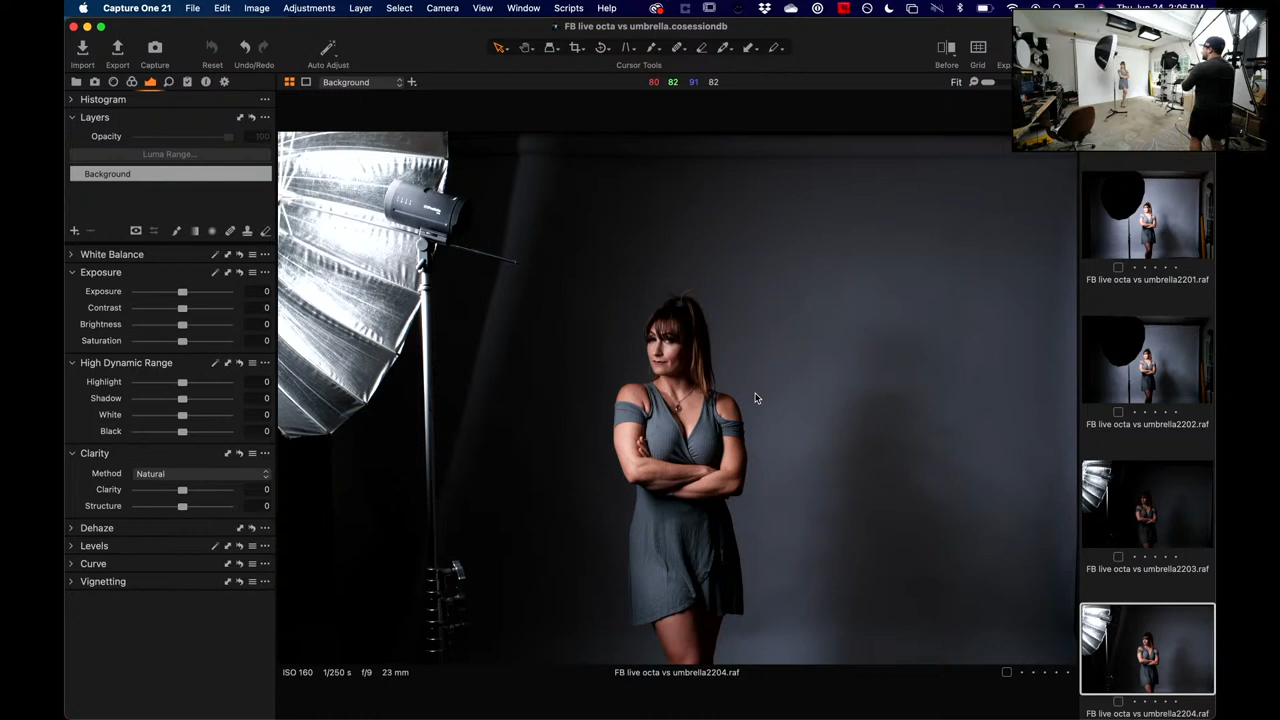 Capture One 21 File Edit Image Adjustments Layer Select Camera View Window Scripts Help
FB live octa vs umbrella.cosessiondb
Import Export Capture Reset Undo/Redo Auto Adjust Cursor Tools Before Grid
Background 80 82 91 82 Fit
Histogram
Layers
Opacity 100
Luma Range...
Background
White Balance
Exposure
Exposure 0
Contrast 0
Brightness 0
Saturation 0
High Dynamic Range
Highlight 0
Shadow 0
White 0
Black 0
Clarity
Method Natural
Clarity 0
Structure 0
Dehaze
Levels
Curve
Vignetting
ISO 160 1/250 s f/9 23 mm
FB live octa vs umbrella2204.raf
FB live octa vs umbrella2201.raf
FB live octa vs umbrella2202.raf
FB live octa vs umbrella2203.raf
FB live octa vs umbrella2204.raf